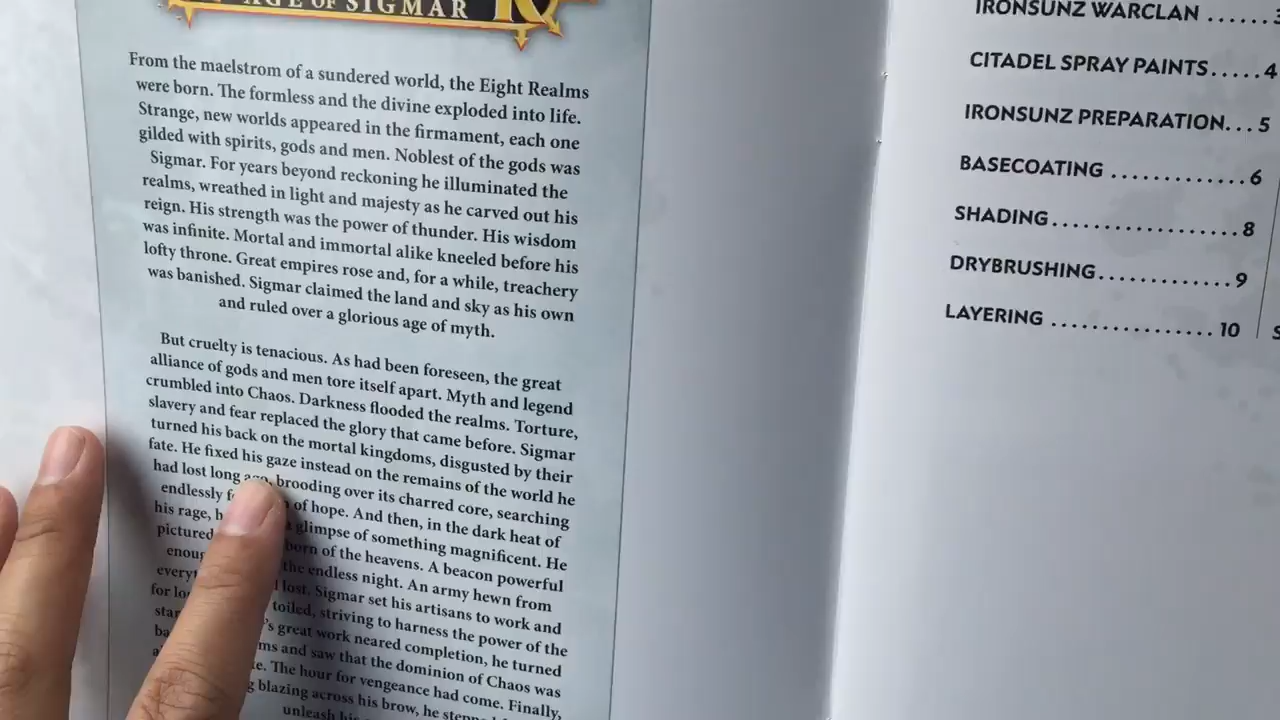 AGE OF SIGMAR
From the maelstrom of a sundered world, the Eight Realms
were born. The formless and the divine exploded into life.
Strange, new worlds appeared in the firmament, each one
gilded with spirits, gods and men. Noblest of the gods was
Sigmar. For years beyond reckoning he illuminated the
realms, wreathed in light and majesty as he carved out his
reign. His strength was the power of thunder. His wisdom
was infinite. Mortal and immortal alike kneeled before his
lofty throne. Great empires rose and, for a while, treachery
was banished. Sigmar claimed the land and sky as his own
and ruled over a glorious age of myth.
But cruelty is tenacious. As had been foreseen, the great
alliance of gods and men tore itself apart. Myth and legend
crumbled into Chaos. Darkness flooded the realms. Torture,
slavery and fear replaced the glory that came before. Sigmar
turned his back on the mortal kingdoms, disgusted by their
fate. He fixed his gaze instead on the remains of the world he
had lost long brooding over its charred core, searching
endlessly of hope. And then, in the dark heat of
his rage, glimpse of something magnificent. He
pictured born of the heavens. A beacon powerful
the endless night. An army hewn from
lost. Sigmar set his artisans to work and
for toiled, striving to harness the power of the
great work neared completion, he turned
and saw that the dominion of Chaos was
The hour for vengeance had come. Finally,
blazing across his brow, he
unleash
IRONSUNZ WARCLAN ......
CITADEL SPRAY PAINTS.....4
IRONSUNZ PREPARATION...5
BASECOATING .............6
SHADING..................8
DRYBRUSHING.............9
LAYERING ................10